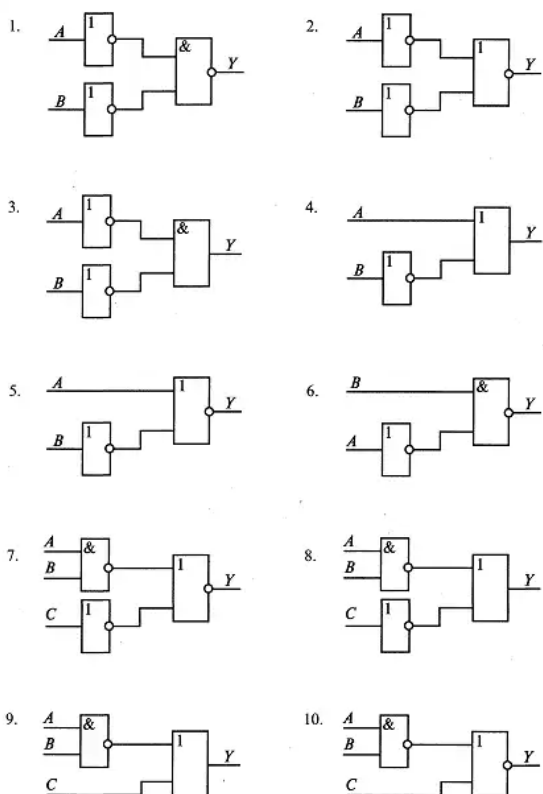 1. A 1 & Y B 1
2. A 1 1 Y B 1
3. A 1 & Y B 1
4. A 1 Y B 1
5. A 1 Y B 1
6. B & Y A 1
7. A & B 1 Y C 1
8. A & B 1 Y C 1
9. A & B 1 Y C
10. A & B 1 Y C